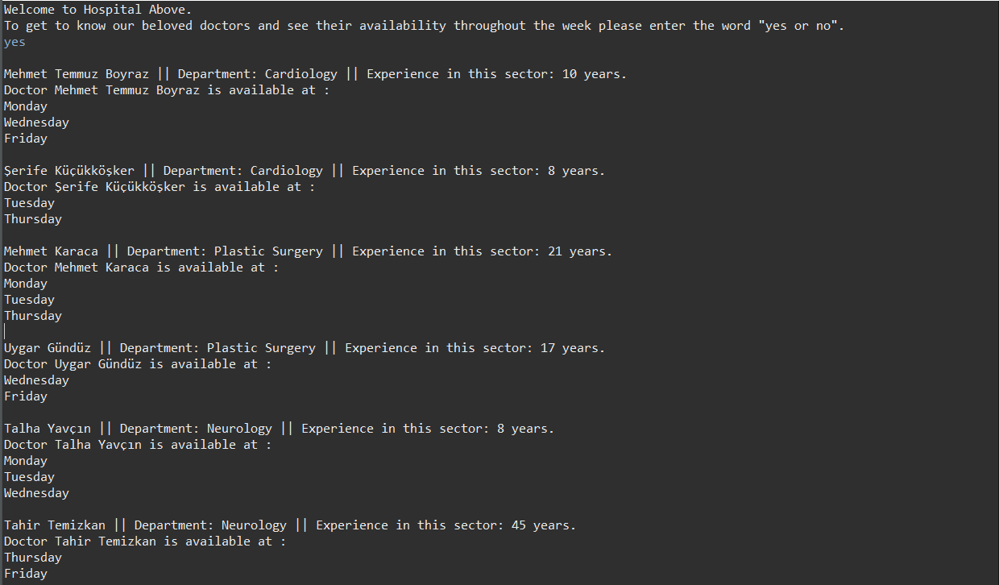 Welcome to Hospital Above.
To get to know our beloved doctors and see their availability throughout the week please enter the word "yes or no".
yes
Mehmet Temmuz Boyraz || Department: Cardiology || Experience in this sector: 10 years.
Doctor Mehmet Temmuz Boyraz is available at :
Monday
Wednesday
Friday
Şerife Küçükköşker || Department: Cardiology || Experience in this sector: 8 years.
Doctor Şerife Küçükköşker is available at :
Tuesday
Thursday
Mehmet Karaca || Department: Plastic Surgery || Experience in this sector: 21 years.
Doctor Mehmet Karaca is available at :
Monday
Tuesday
Thursday
Uygar Gündüz || Department: Plastic Surgery || Experience in this sector: 17 years.
Doctor Uygar Gündüz is available at :
Wednesday
Friday
Talha Yavçın || Department: Neurology || Experience in this sector: 8 years.
Doctor Talha Yavçın is available at :
Monday
Tuesday
Wednesday
Tahir Temizkan || Department: Neurology || Experience in this sector: 45 years.
Doctor Tahir Temizkan is available at :
Thursday
Friday